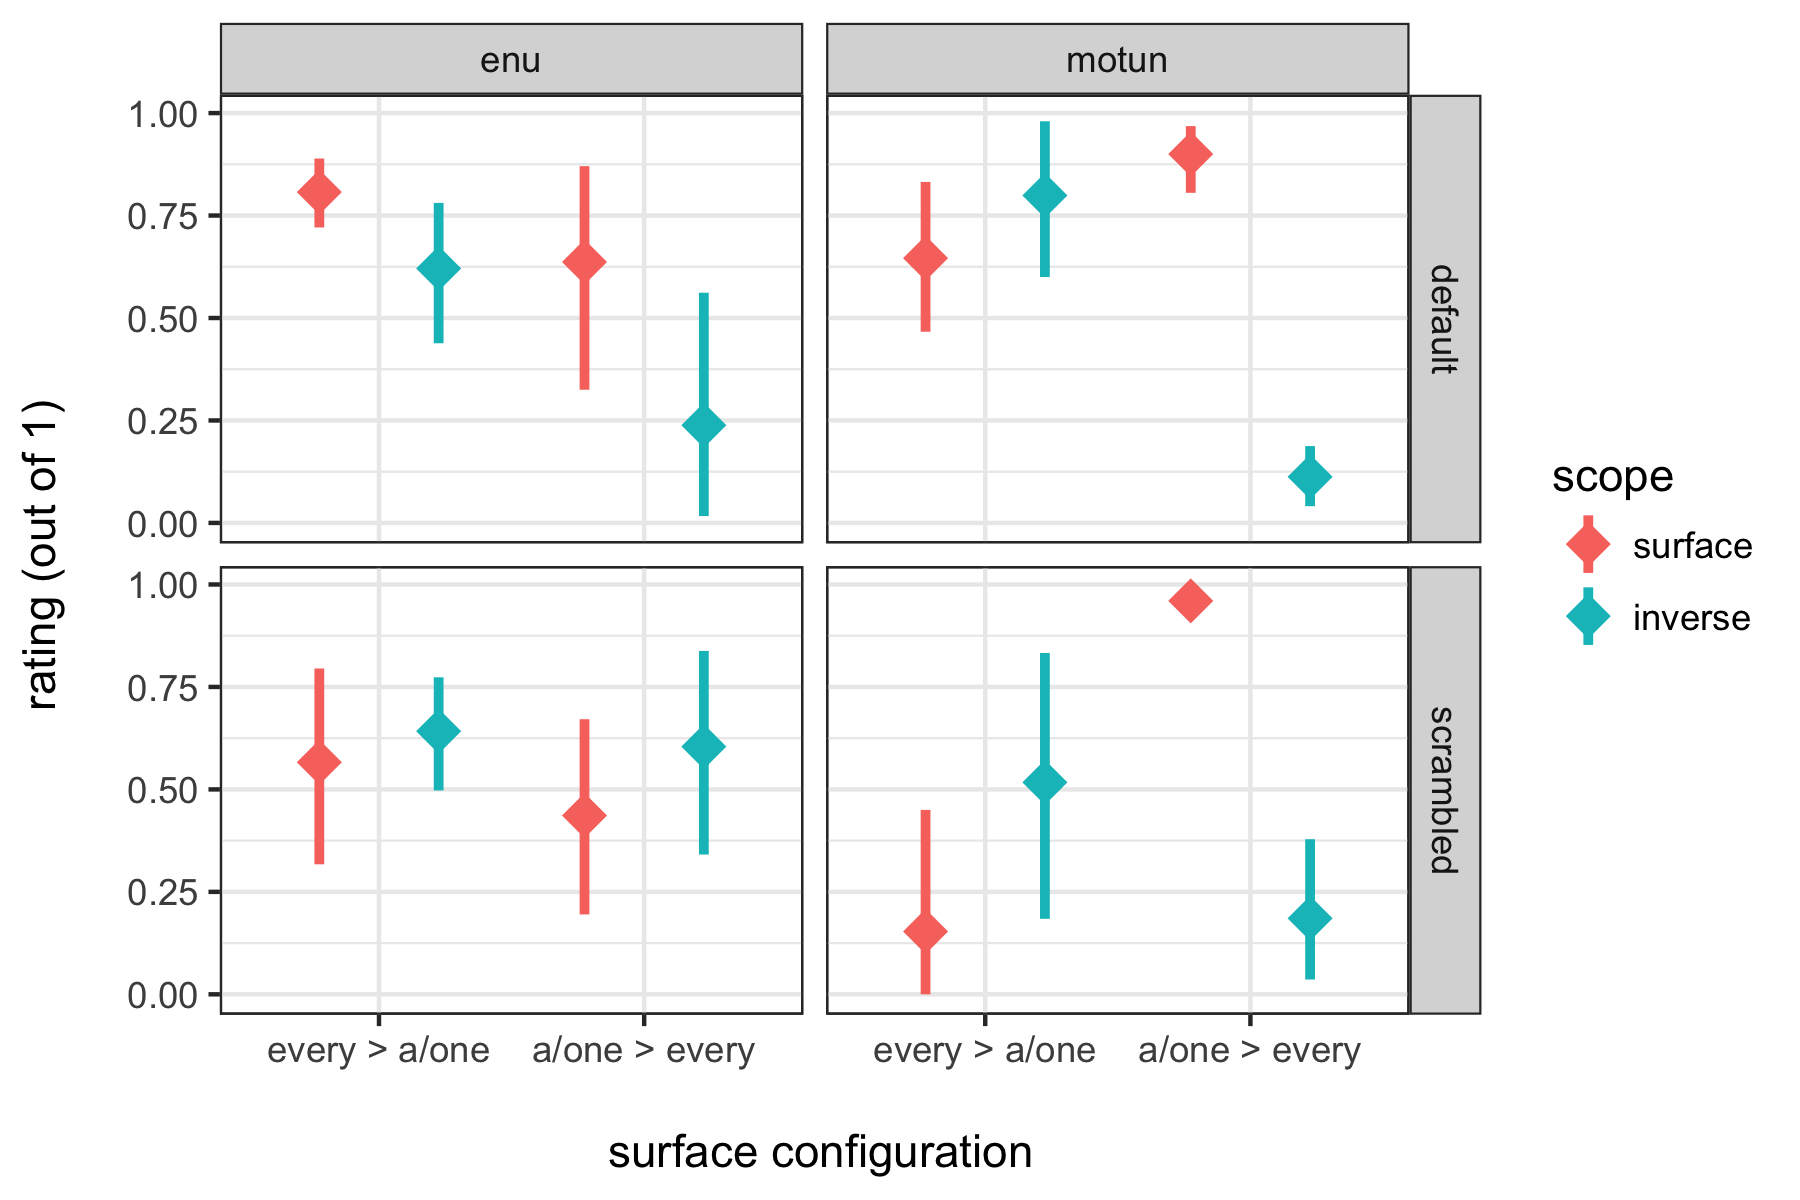 enu
motun
1.00
0.75
0.50
0.25
0.00
default
1.00
0.75
0.50
0.25
0.00
scrambled
rating (out of 1)
every > a/one
a/one > every
every > a/one
a/one > every
surface configuration
scope
surface
inverse